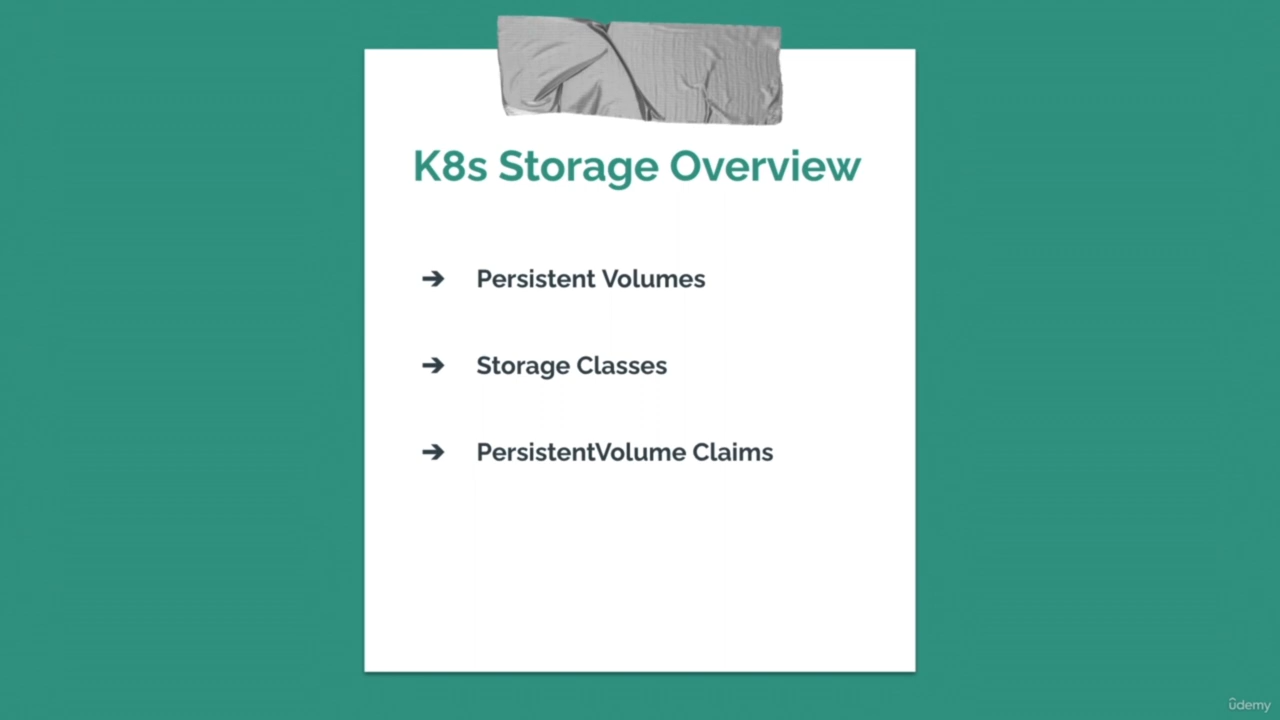 K8s Storage Overview
➔ Persistent Volumes
➔ Storage Classes
➔ PersistentVolume Claims
ûdemy